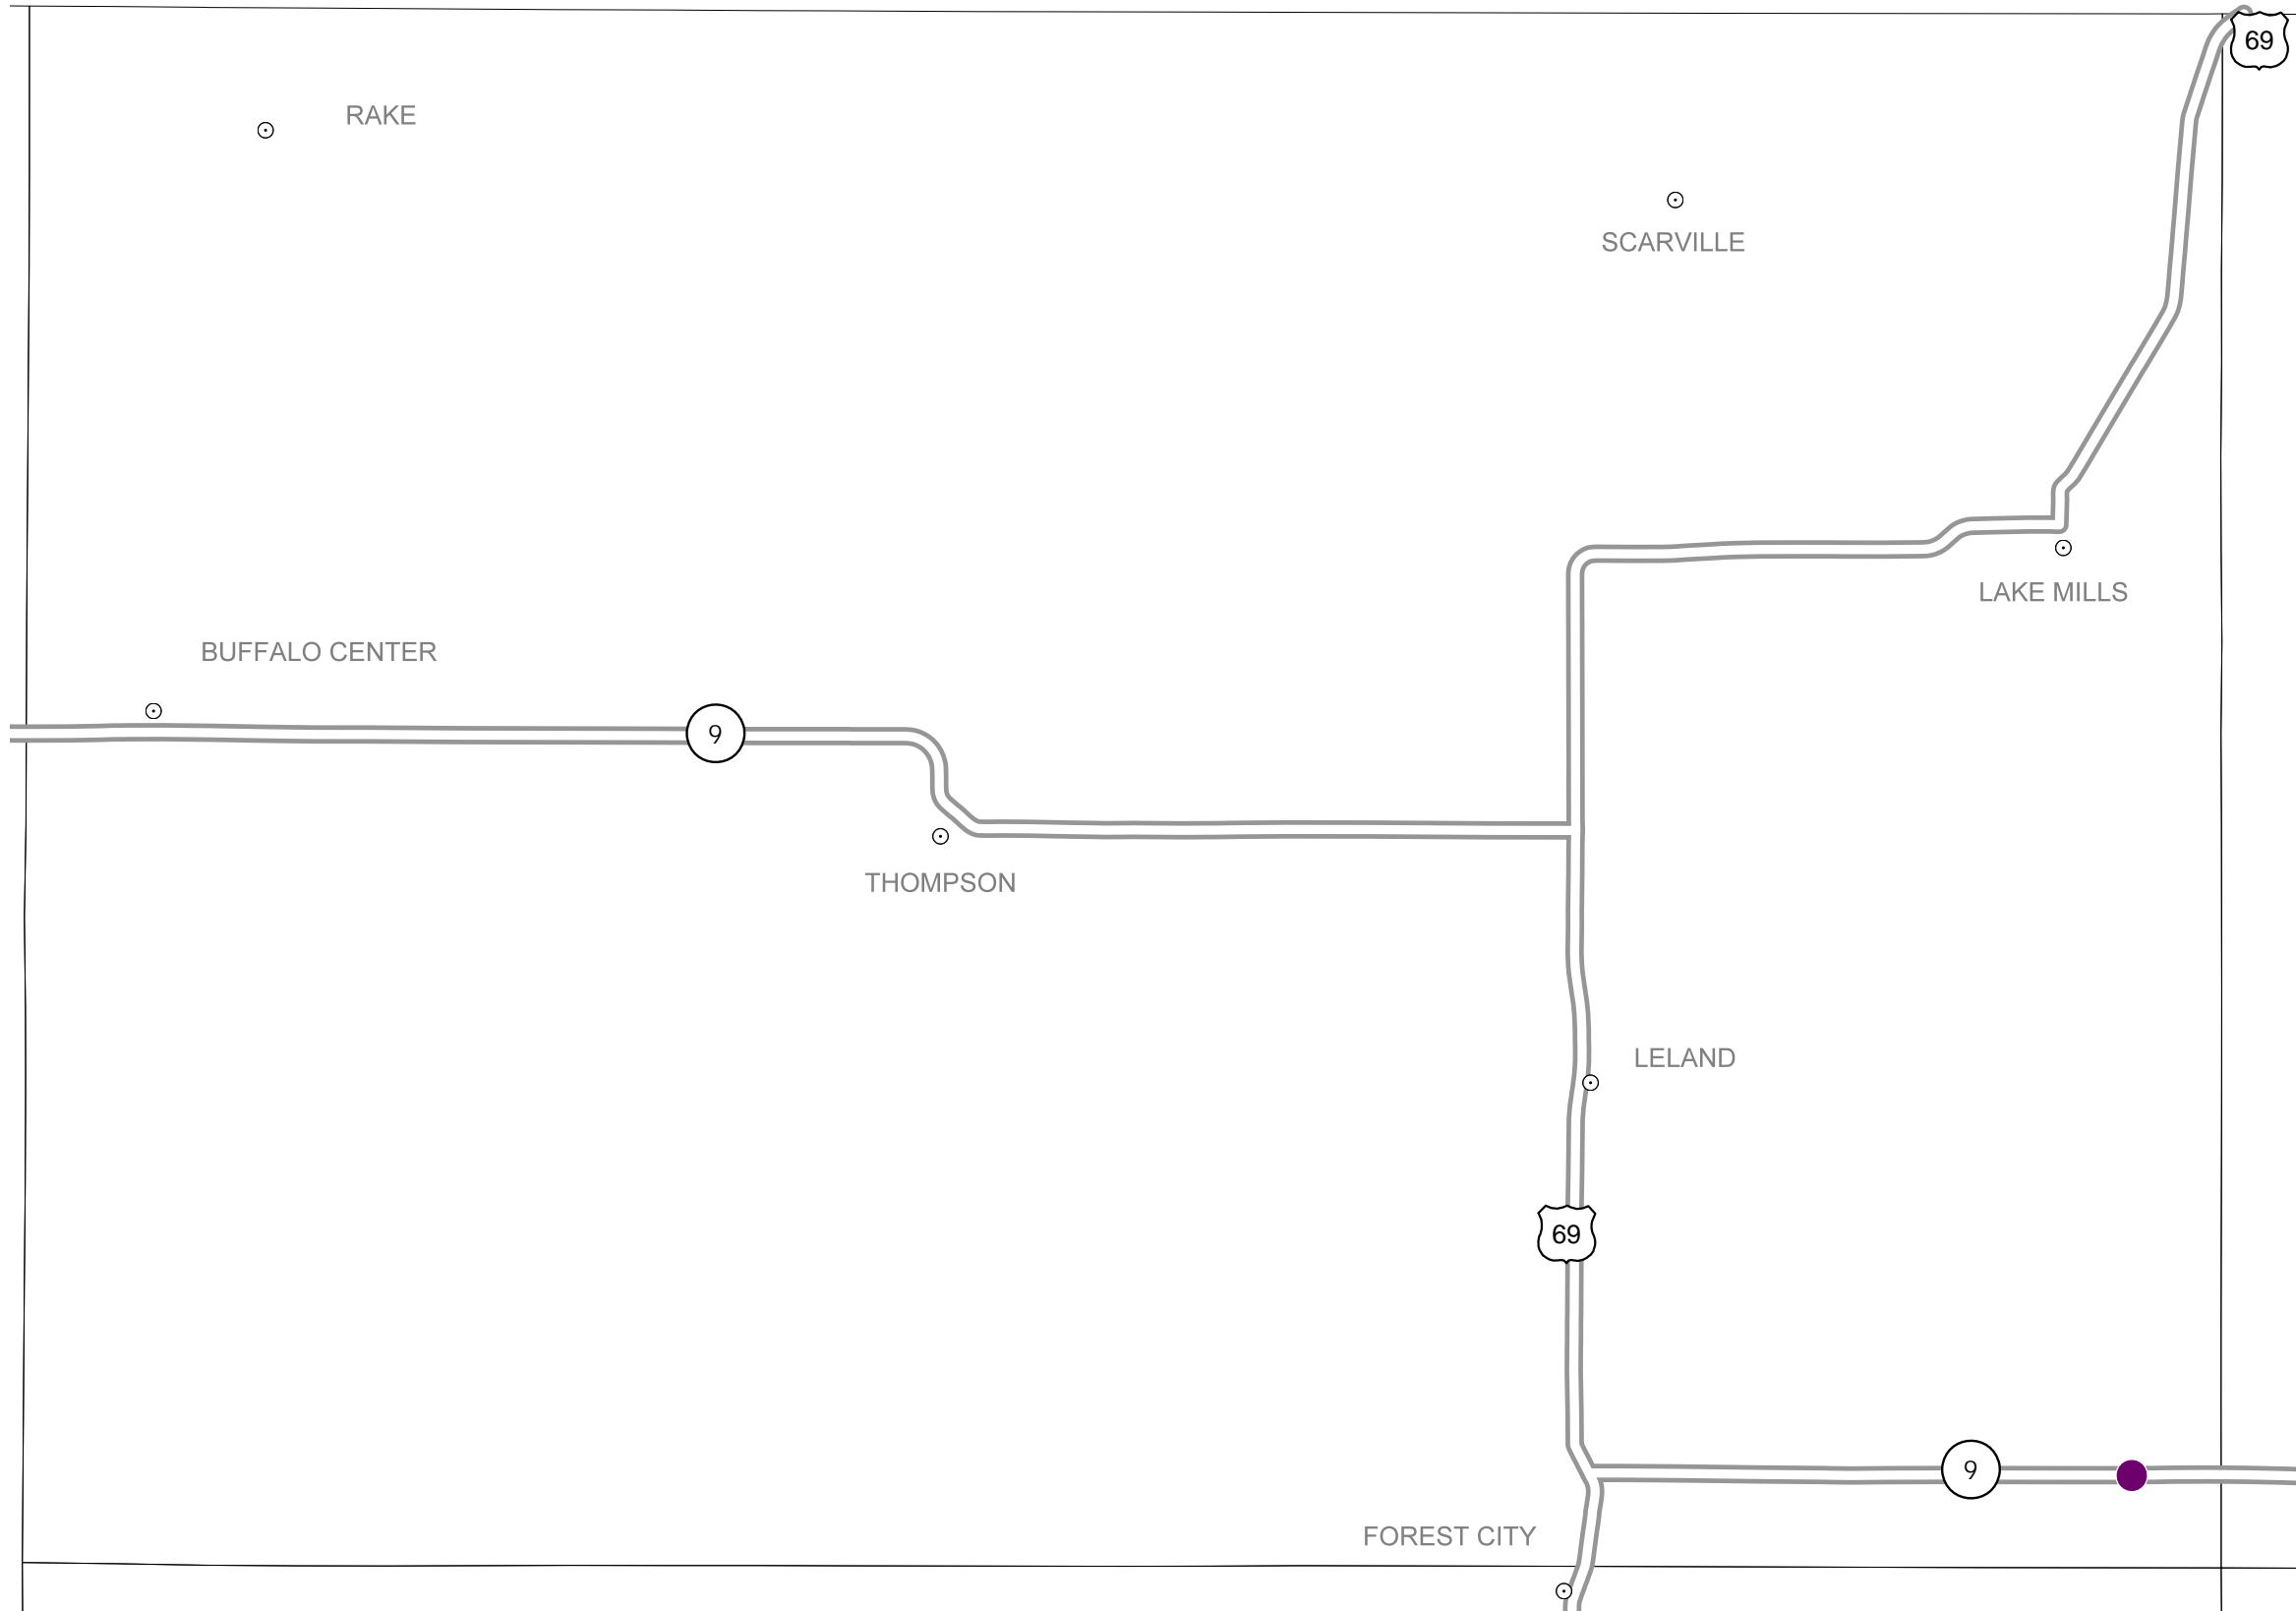 69
RAKE
SCARVILLE
LAKE MILLS
BUFFALO CENTER
9
THOMPSON
LELAND
69
9
FOREST CITY